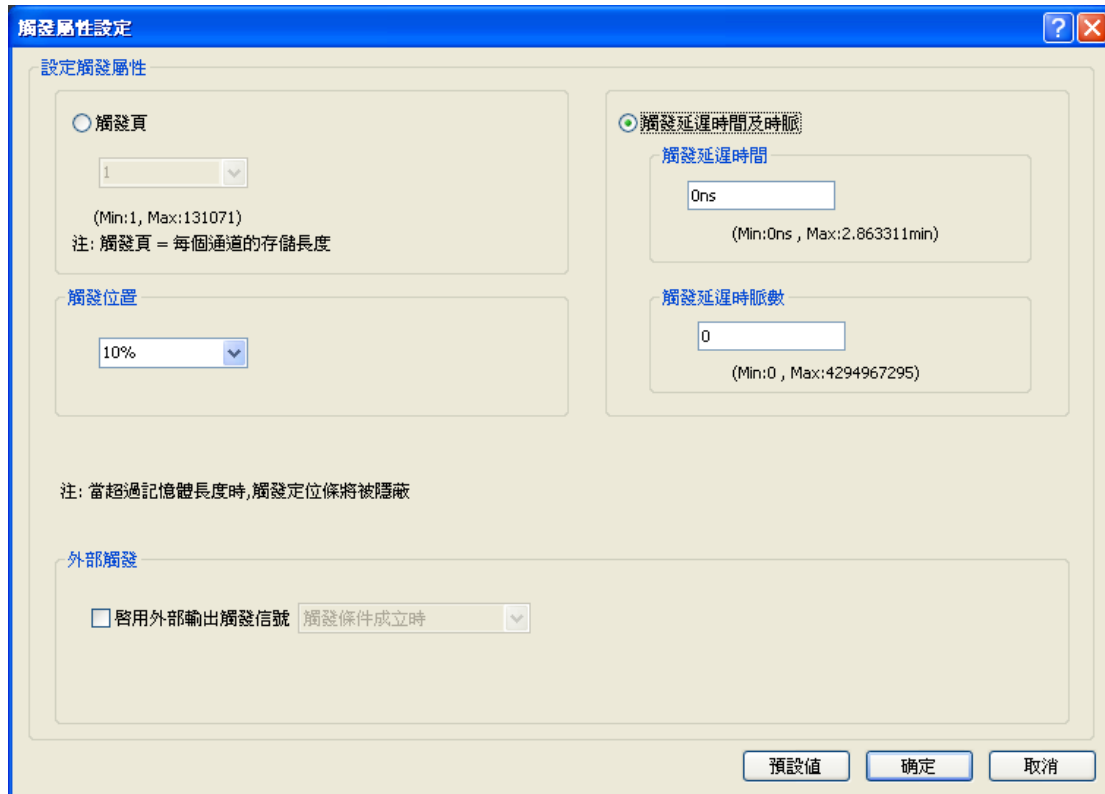 觸發屬性設定
設定觸發屬性
觸發頁
1
(Min:1, Max:131071)
注: 觸發頁 = 每個通道的存儲長度
觸發位置
10%
觸發延遲時間及時脈
觸發延遲時間
0ns
(Min:0ns , Max:2.863311min)
觸發延遲時脈數
0
(Min:0 , Max:4294967295)
注: 當超過記憶體長度時,觸發定位條將被隱蔽
外部觸發
啓用外部輸出觸發信號 觸發條件成立時
預設值 确定 取消